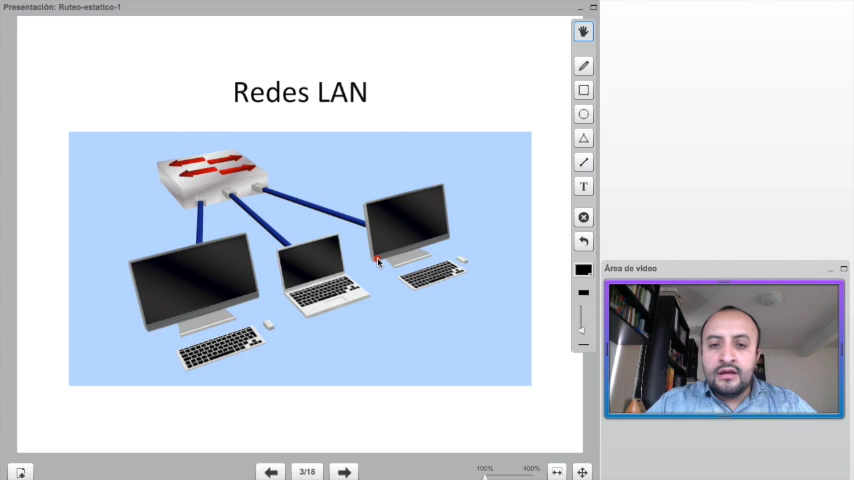 Presentación: Ruteo-estatico-1
Redes LAN
T
Área de video
3/18
100%
400%